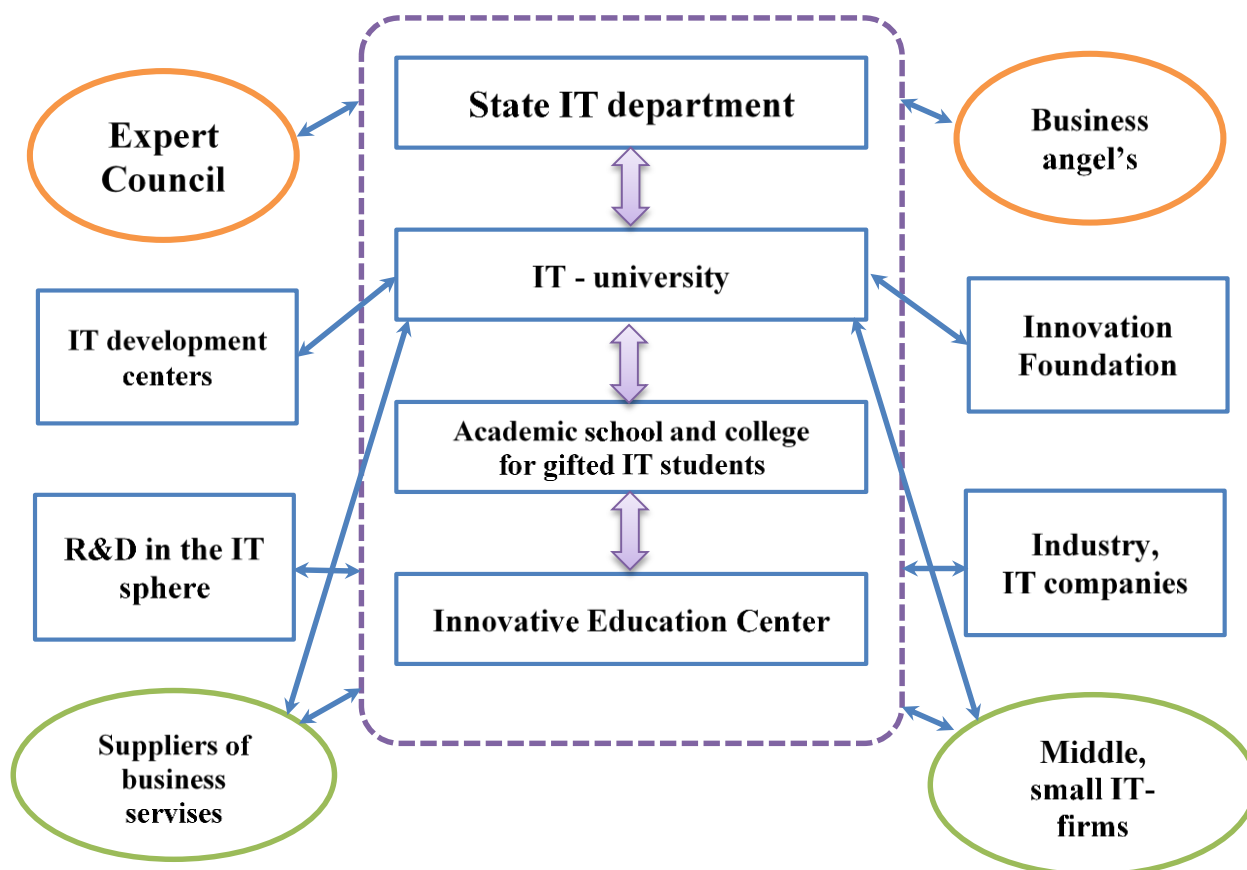 State IT department
Expert
Council
Business
angel's
IT - university
IT development
centers
Innovation
Foundation
Academic school and college
for gifted IT students
R&D in the IT
sphere
Industry,
IT companies
Innovative Education Center
Suppliers of
business
servises
Middle,
small IT-
firms